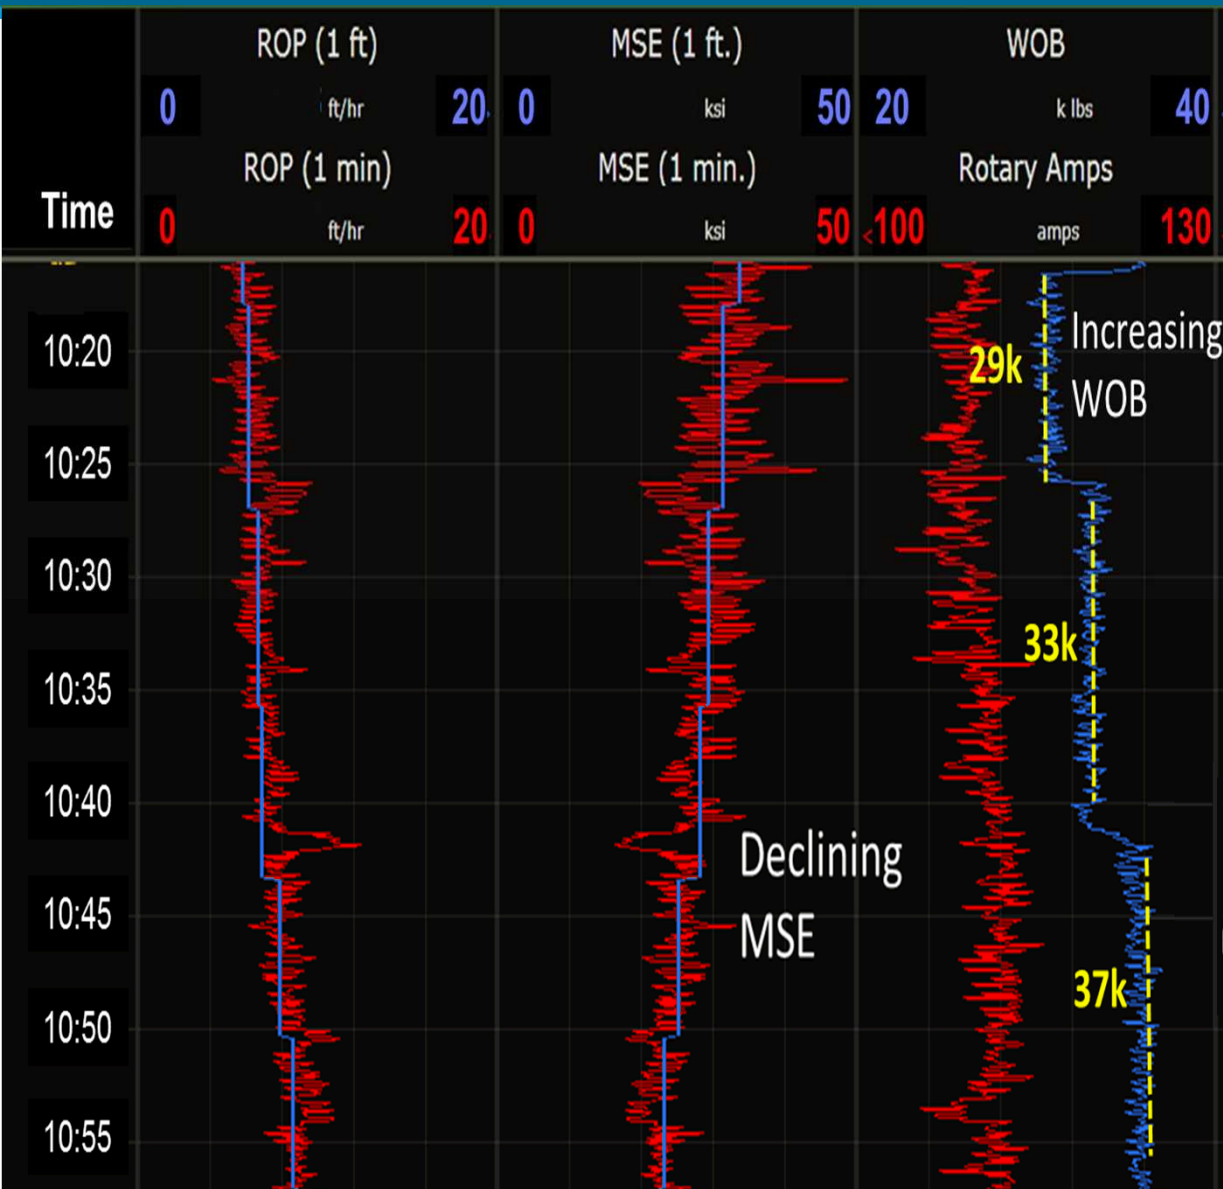 ROP (1 ft)
0 ft/hr 20
ROP (1 min)
0 ft/hr 20
MSE (1 ft.)
0 ksi 50
MSE (1 min.)
0 ksi 50
WOB
20 k lbs 40
Rotary Amps
<100 amps 130
Time
10:20
10:25
10:30
10:35
10:40
10:45
10:50
10:55
Declining
MSE
29k
Increasing
WOB
33k
37k